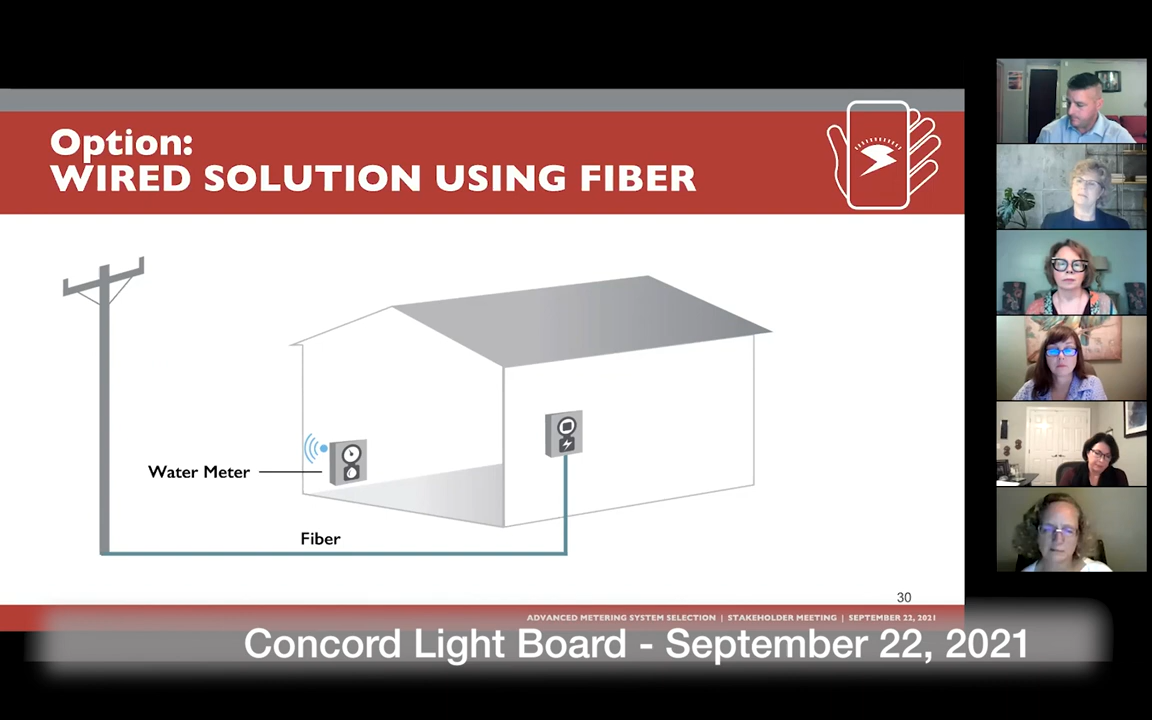 Option:
WIRED SOLUTION USING FIBER
Water Meter
Fiber
30
ADVANCED METERING SYSTEM SELECTION | STAKEHOLDER MEETING | SEPTEMBER 22, 2021
Concord Light Board - September 22, 2021